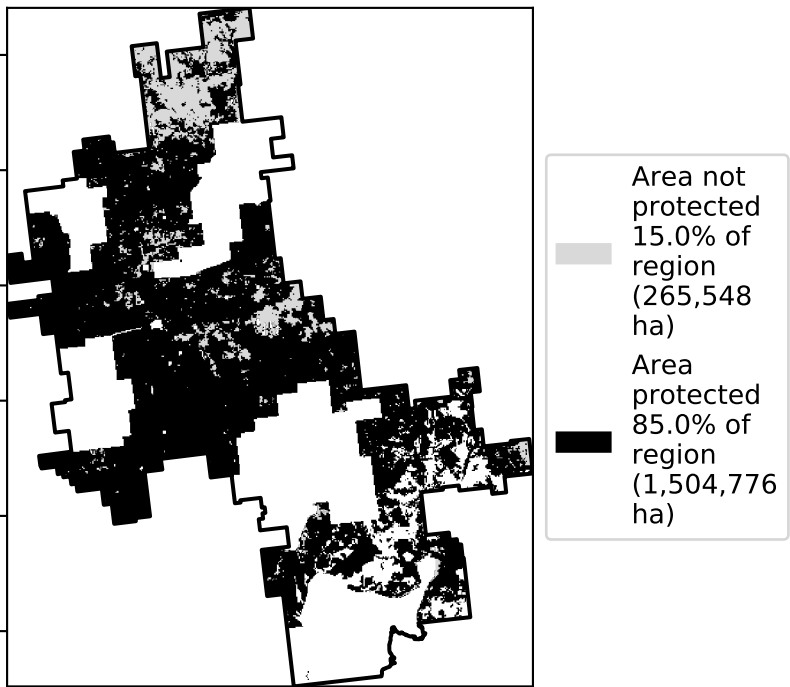 Area not
protected
15.0% of
region
(265,548
ha)
Area
protected
85.0% of
region
(1,504,776
ha)